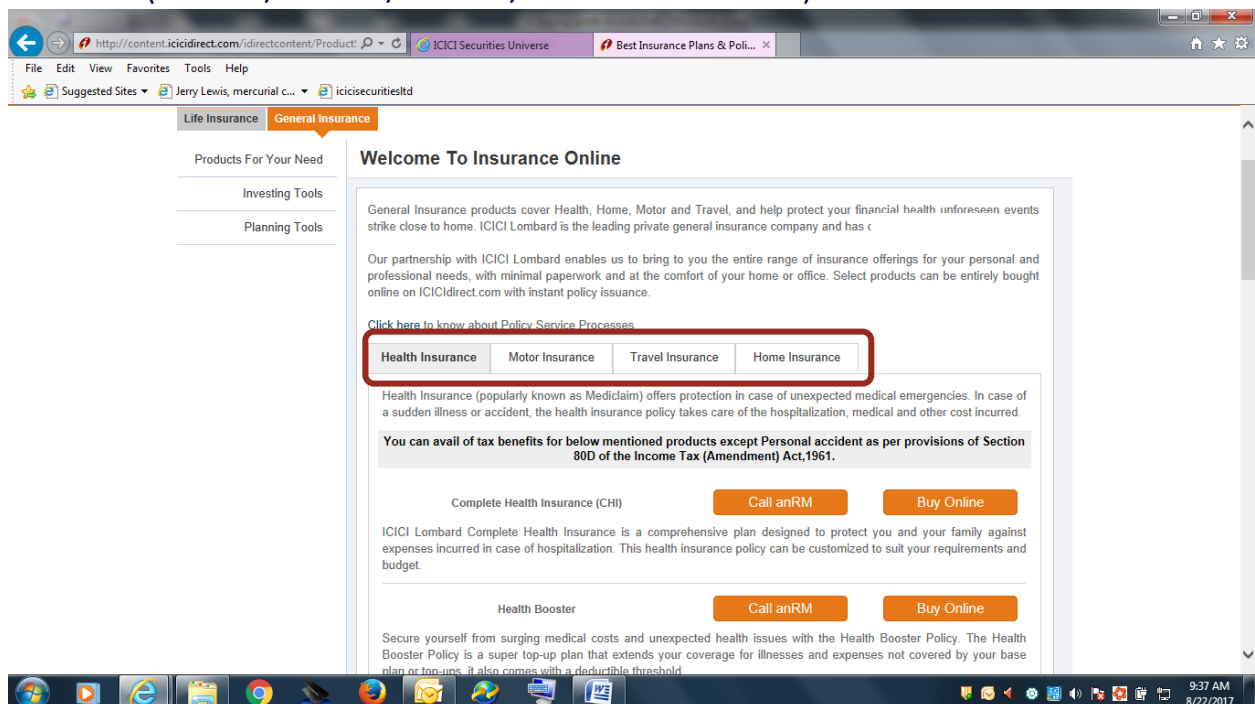 http://content.icicidirect.com/idirectcontent/Product
ICICI Securities Universe
Best Insurance Plans & Poli...
File Edit View Favorites Tools Help
Suggested Sites
Jerry Lewis, mercurial c...
icicisecuritiesltd
Life Insurance
General Insurance
Products For Your Need
Investing Tools
Planning Tools
Welcome To Insurance Online
General Insurance products cover Health, Home, Motor and Travel, and help protect your financial health unforeseen events
strike close to home. ICICI Lombard is the leading private general insurance company and has
Our partnership with ICICI Lombard enables us to bring to you the entire range of insurance offerings for your personal and
professional needs, with minimal paperwork and at the comfort of your home or office. Select products can be entirely bought
online on ICICIdirect.com with instant policy issuance.
Click here to know about Policy Service Processes
Health Insurance
Motor Insurance
Travel Insurance
Home Insurance
Health Insurance (popularly known as Mediclaim) offers protection in case of unexpected medical emergencies. In case of
a sudden illness or accident, the health insurance policy takes care of the hospitalization, medical and other cost incurred.
You can avail of tax benefits for below mentioned products except Personal accident as per provisions of Section
80D of the Income Tax (Amendment) Act,1961.
Complete Health Insurance (CHI)
Call anRM
Buy Online
ICICI Lombard Complete Health Insurance is a comprehensive plan designed to protect you and your family against
expenses incurred in case of hospitalization. This health insurance policy can be customized to suit your requirements and
budget.
Health Booster
Call anRM
Buy Online
Secure yourself from surging medical costs and unexpected health issues with the Health Booster Policy. The Health
Booster Policy is a super top-up plan that extends your coverage for illnesses and expenses not covered by your base
plan or top-ups. it also comes with a deductible threshold
9:37 AM
8/22/2017